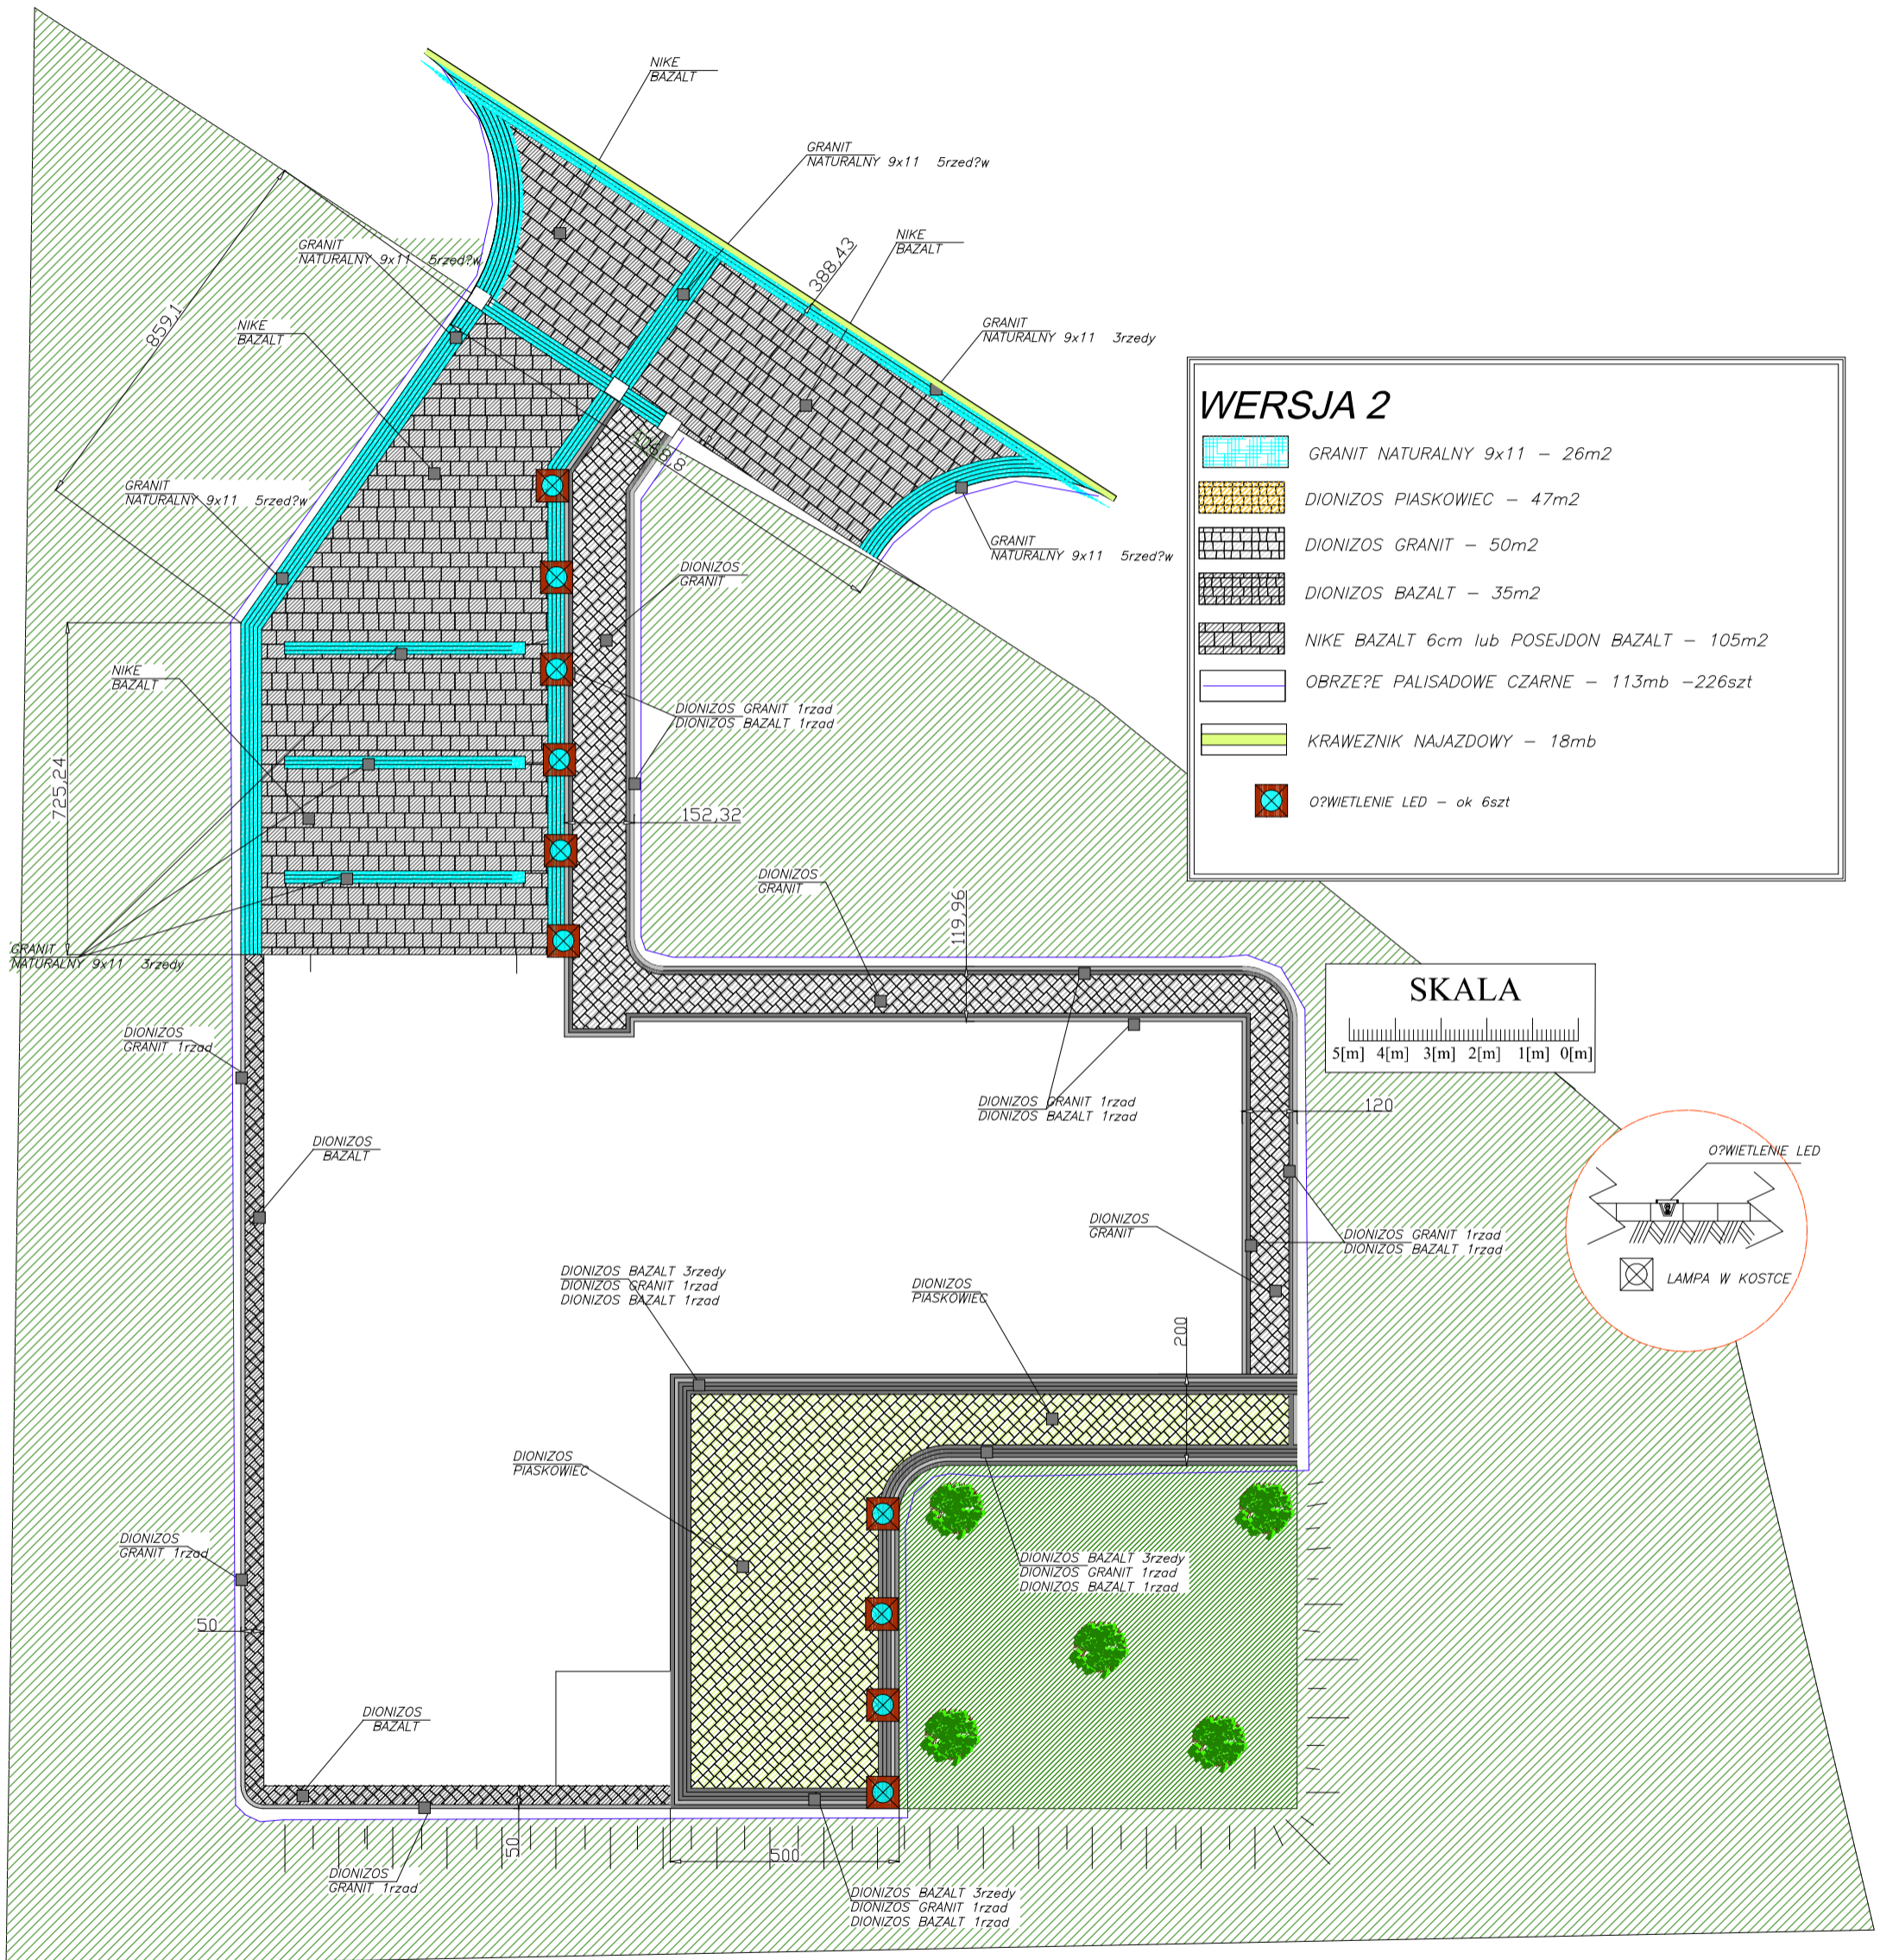 NIKE
BAZALT
GRANIT
NATURALNY 9x11 5rzed?w
NIKE
BAZALT
388,43
GRANIT
NATURALNY 9x11 5rzed?w
GRANIT
NATURALNY 9x11 3rzedy
859,1
NIKE
BAZALT
WERSJA 2
GRANIT NATURALNY 9x11 - 26m2
DIONIZOS PIASKOWIEC - 47m2
DIONIZOS GRANIT - 50m2
DIONIZOS BAZALT - 35m2
NIKE BAZALT 6cm lub POSEJDON BAZALT - 105m2
OBRZE?E PALISADOWE CZARNE - 113mb -226szt
KRAWEZNIK NAJAZDOWY - 18mb
O?WIETLENIE LED - ok 6szt
GRANIT
NATURALNY 9x11 5rzed?w
GRANIT
NATURALNY 9x11 5rzed?w
DIONIZOS
GRANIT
NIKE
BAZALT
DIONIZOS GRANIT 1rzad
DIONIZOS BAZALT 1rzad
725,24
152,32
DIONIZOS
GRANIT
119,96
GRANIT
NATURALNY 9x11 3rzedy
SKALA
5[m] 4[m] 3[m] 2[m] 1[m] 0[m]
DIONIZOS
GRANIT 1rzad
DIONIZOS GRANIT 1rzad
DIONIZOS BAZALT 1rzad
120
DIONIZOS
BAZALT
O?WIETLENIE LED
LAMPA W KOSTCE
DIONIZOS
GRANIT
DIONIZOS GRANIT 1rzad
DIONIZOS BAZALT 1rzad
DIONIZOS BAZALT 3rzedy
DIONIZOS GRANIT 1rzad
DIONIZOS BAZALT 1rzad
DIONIZOS
PIASKOWIEC
200
DIONIZOS
PIASKOWIEC
DIONIZOS
GRANIT 1rzad
DIONIZOS BAZALT 3rzedy
DIONIZOS GRANIT 1rzad
DIONIZOS BAZALT 1rzad
50
DIONIZOS
BAZALT
50
500
DIONIZOS
GRANIT 1rzad
DIONIZOS BAZALT 3rzedy
DIONIZOS GRANIT 1rzad
DIONIZOS BAZALT 1rzad